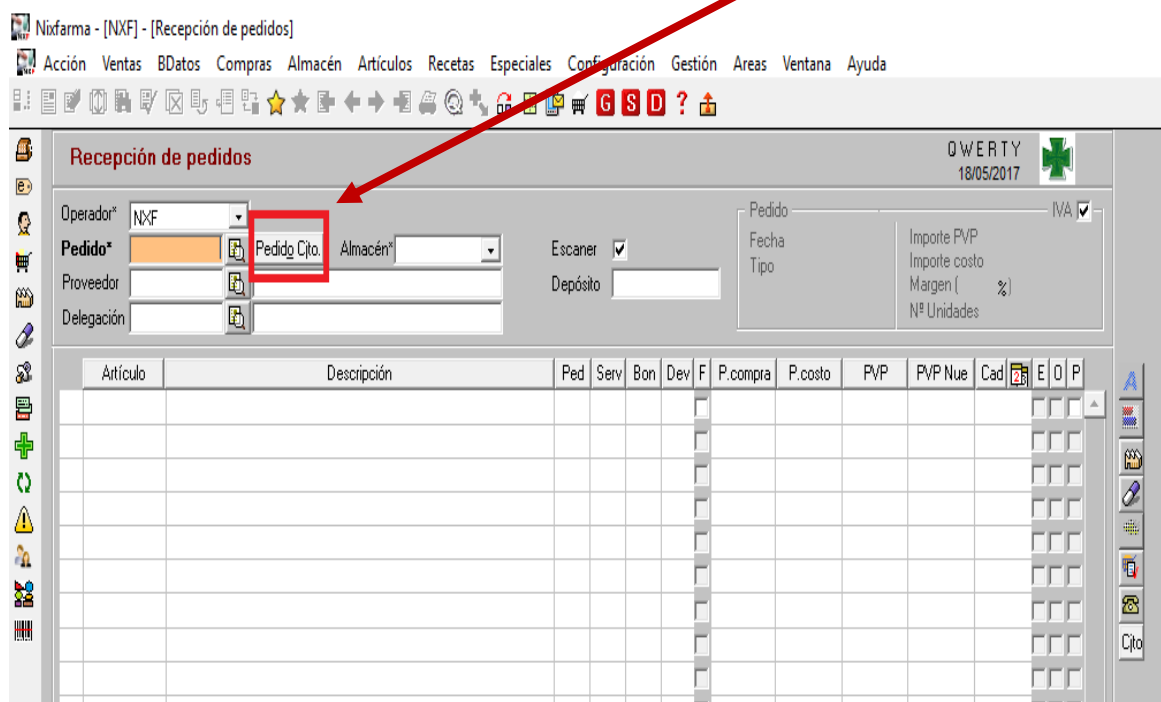 Nixfarma - [NXF] - [Recepción de pedidos]
Acción Ventas BDatos Compras Almacén Artículos Recetas Especiales Configuración Gestión Areas Ventana Ayuda
G S D ?
Recepción de pedidos
QWERTY
18/05/2017
Operador* NXF
Pedido* Pedido Cjto. Almacén* Escaner
Proveedor Depósito
Delegación
Pedido IVA
Fecha Importe PVP
Tipo Importe costo
Margen ( %)
Nº Unidades
Artículo Descripción Ped Serv Bon Dev F P.compra P.costo PVP PVP Nue Cad E O P
Cjto